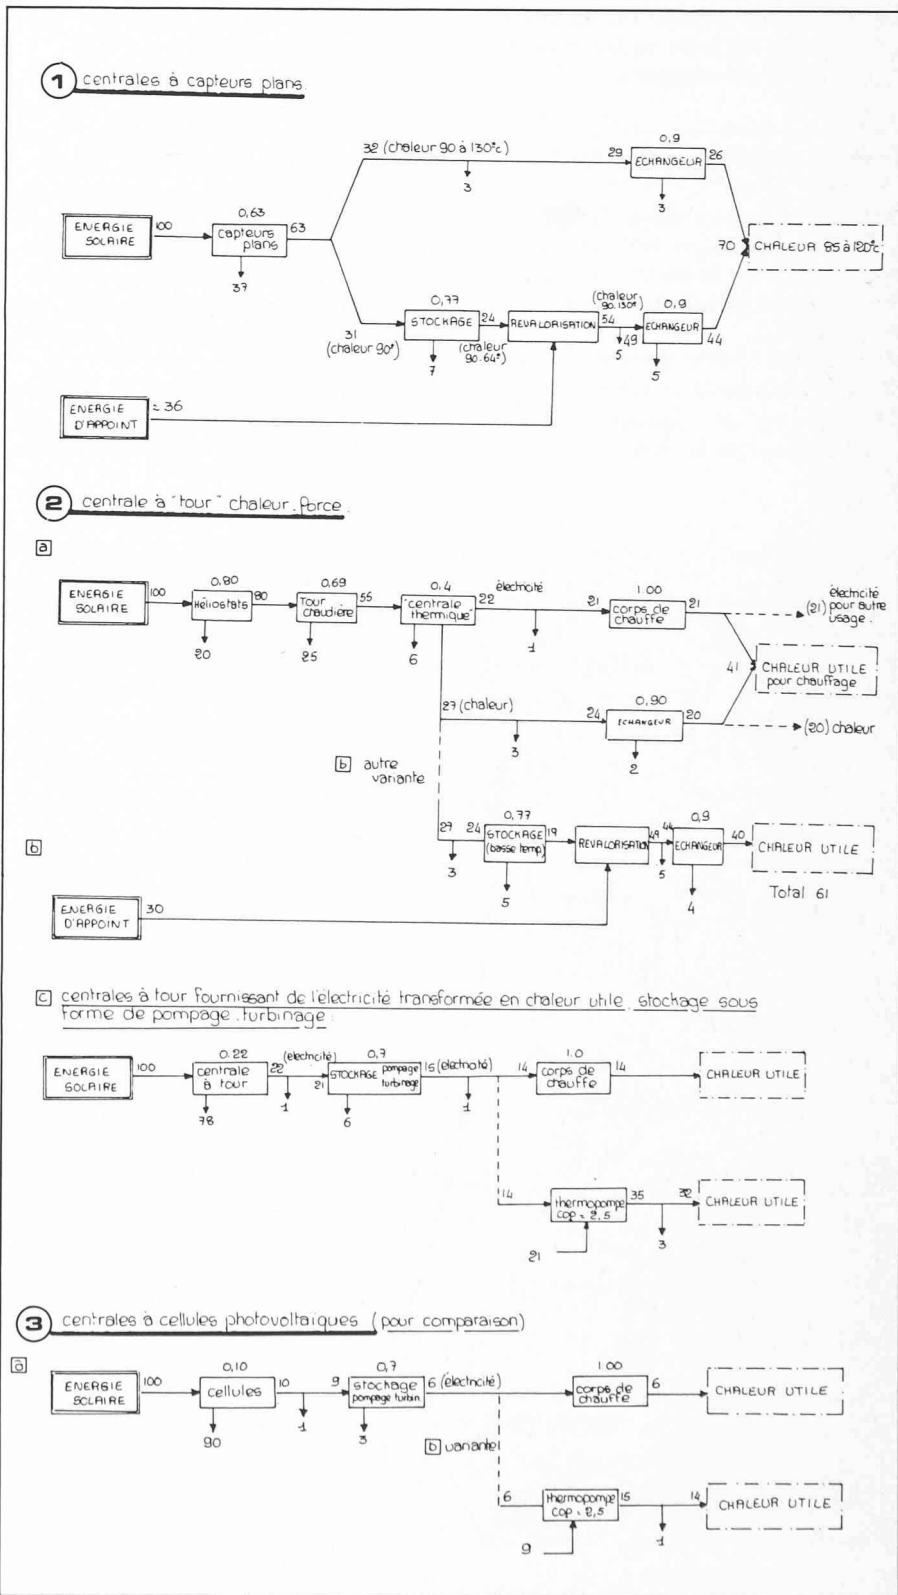 1 centrales à capteurs plans.
0,9
32 (chaleur 90 à 130°c) 29 ECHANGEUR 26
3 3
0,63
ENERGIE SOLAIRE 100 capteurs plans 63
37
70 CHALEUR 85 à 120°c
0,77 (chaleur 90.130°) 0,9
31 (chaleur 90°) STOCKAGE 24 REVALORISATION 54 49 ECHANGEUR 44
(chaleur 90.64°)
7 5 5
ENERGIE D'APPOINT = 36
2 centrale à "tour" chaleur.force.
a
0,80 0,69 0,4 électricité 1.00
ENERGIE SOLAIRE 100 Héliostats 80 Tour chaudière 55 "centrale thermique" 22 21 corps de chauffe 21 (21) électricité pour autre usage.
20 25 6 1
41 CHALEUR UTILE pour chauffage
0,90
27 (chaleur) 24 ECHANGEUR 20 (20) chaleur
3 2
b autre variante
b
0,77 0,9
27 24 STOCKAGE (basse temp) 19 REVALORISATION 49 44 ECHANGEUR 40 CHALEUR UTILE
3 5 5 4
Total 61
ENERGIE D'APPOINT 30
c centrales à tour fournissant de l'électricité transformée en chaleur utile, stockage sous
forme de pompage.turbinage.
0.22 (électricité) 0,7 1.0
ENERGIE SOLAIRE 100 centrale à tour 22 21 STOCKAGE pompage turbinage 15 (électricité) 14 corps de chauffe 14 CHALEUR UTILE
78 1 6 1
14 thermopompe COP = 2,5 35 32 CHALEUR UTILE
21 3
3 centrales à cellules photovoltaïques (pour comparaison)
a
0,10 0,7 1.00
ENERGIE SOLAIRE 100 cellules 10 9 stockage pompage turbin 6 (électricité) corps de chauffe 6 CHALEUR UTILE
90 1 3
b variante
6 thermopompe COP = 2,5 15 14 CHALEUR UTILE
9 1